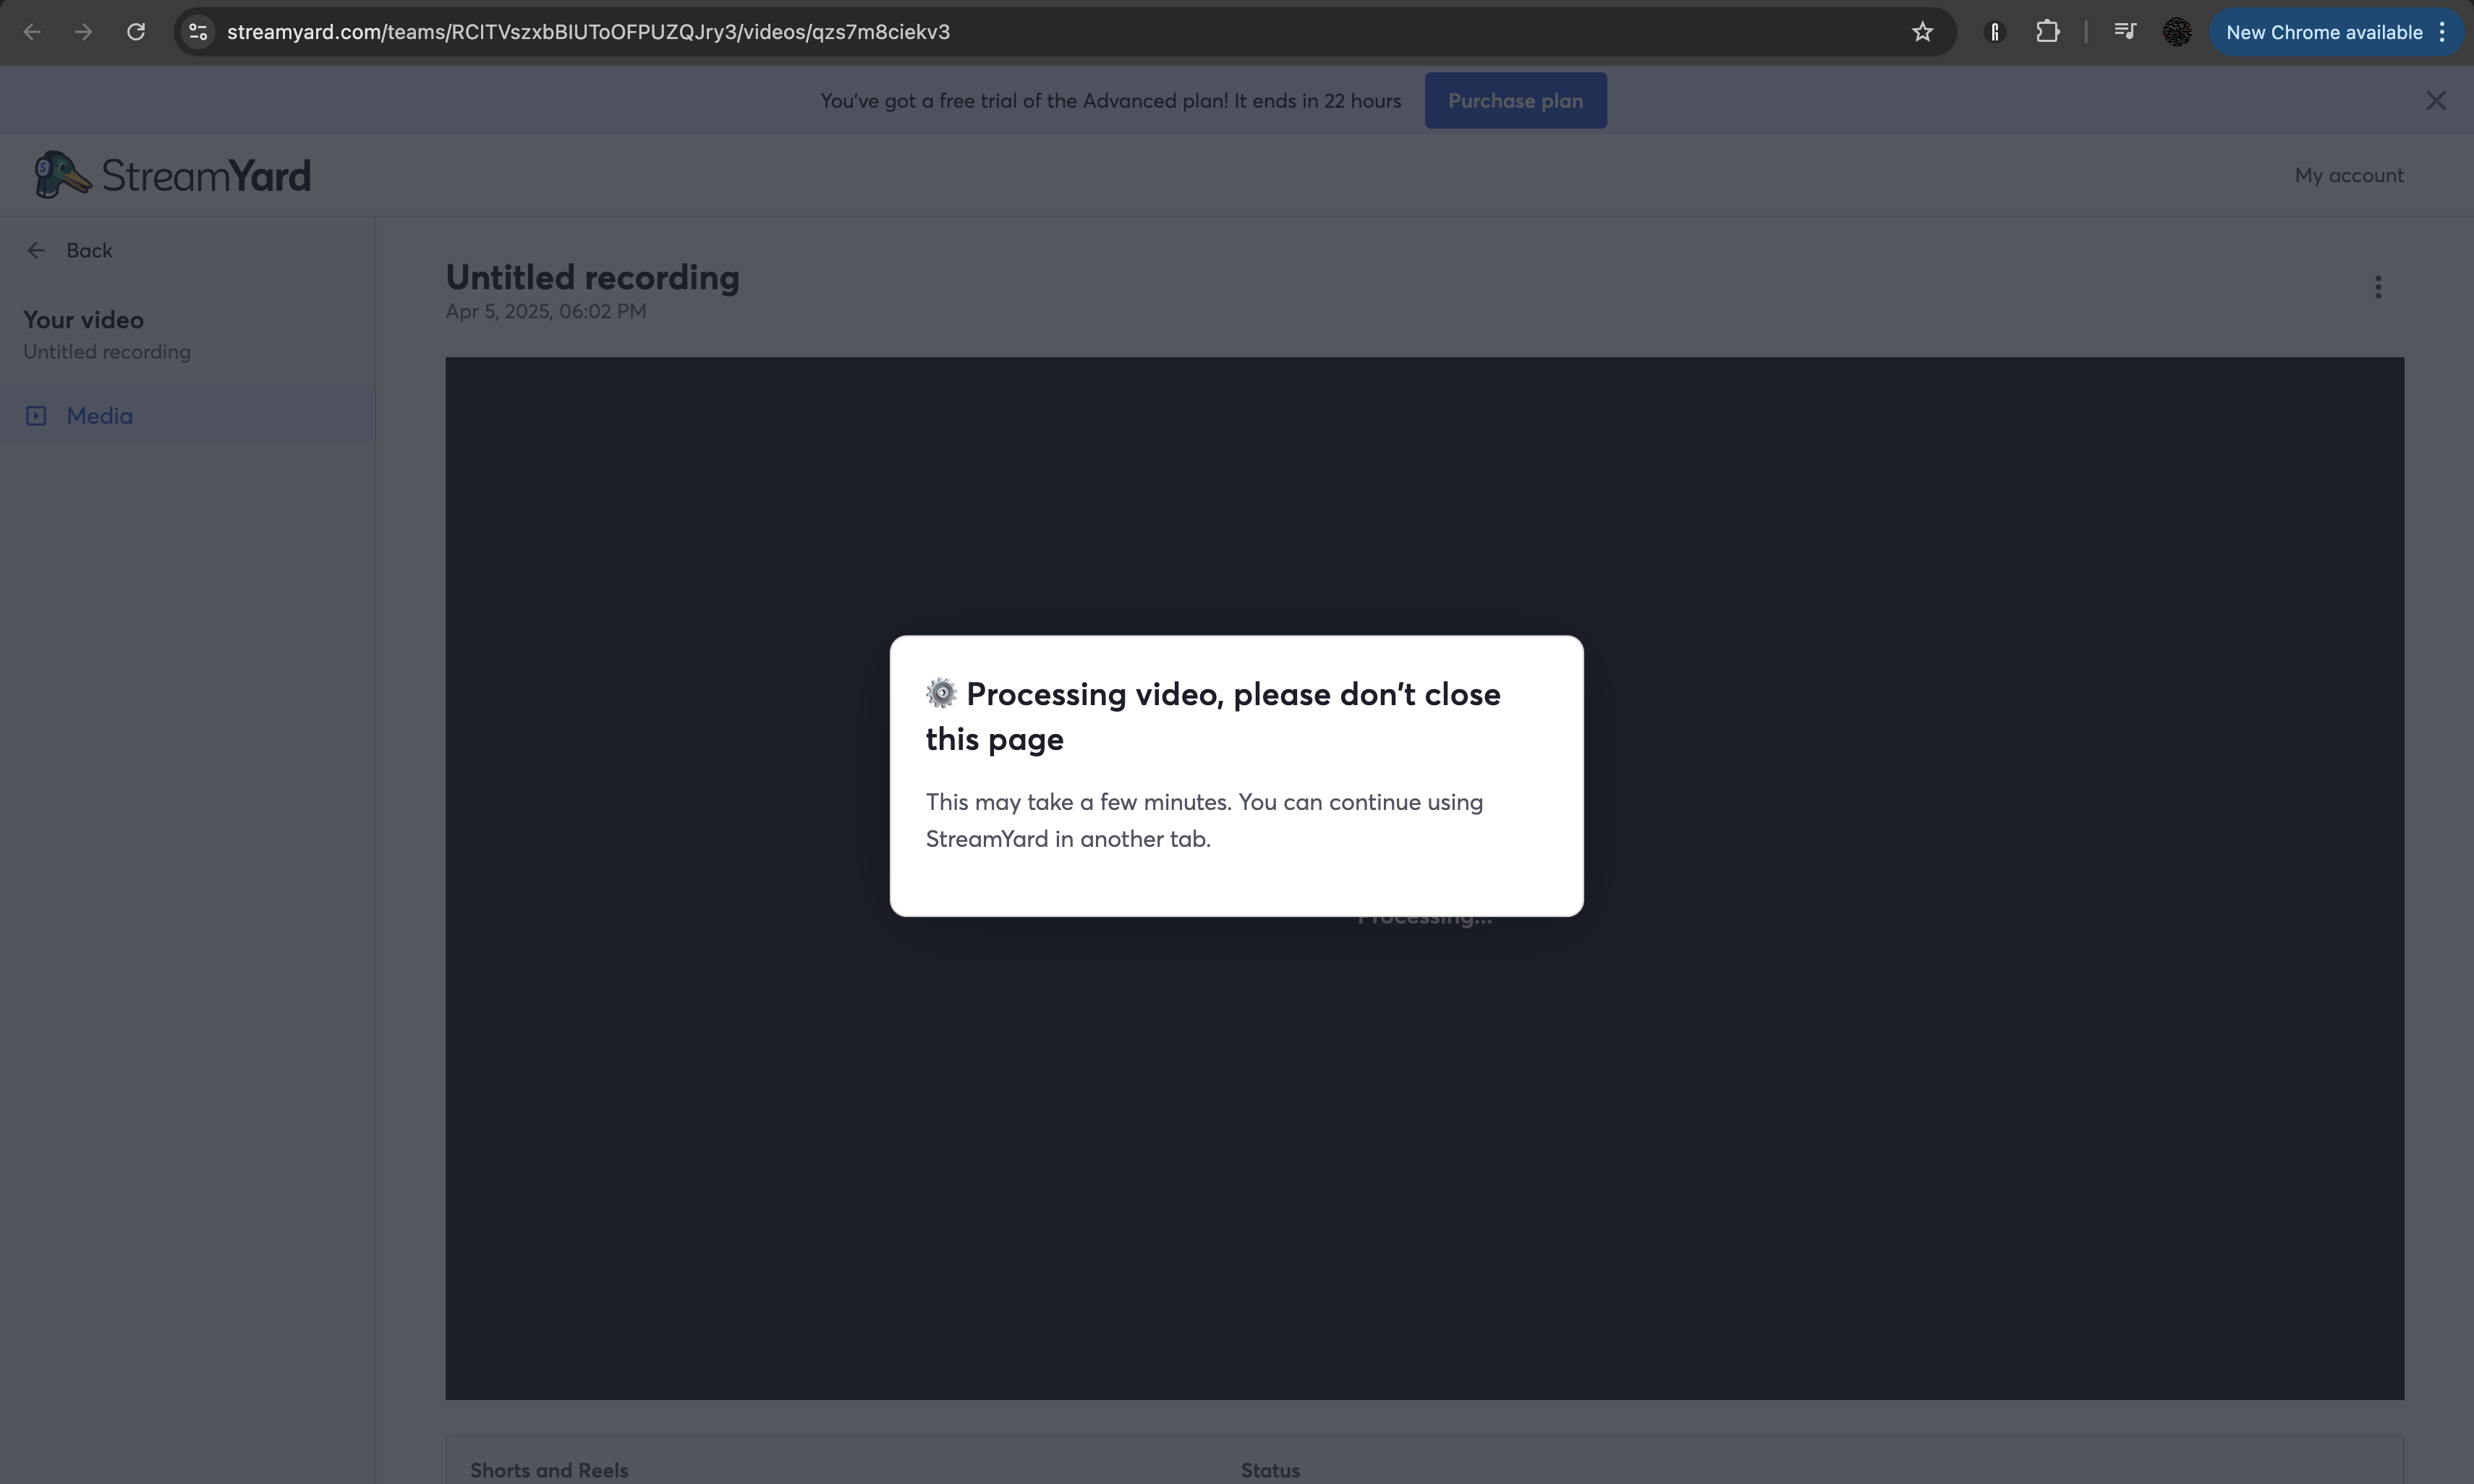 streamyard.com/teams/RCITVszxbBIUToOFPUZQJry3/videos/qzs7m8ciekv3
New Chrome available
You've got a free trial of the Advanced plan! It ends in 22 hours
Purchase plan
StreamYard
My account
Back
Your video
Untitled recording
Media
Untitled recording
Apr 5, 2025, 06:02 PM
Processing video, please don't close
this page
This may take a few minutes. You can continue using
StreamYard in another tab.
Processing...
Shorts and Reels
Status